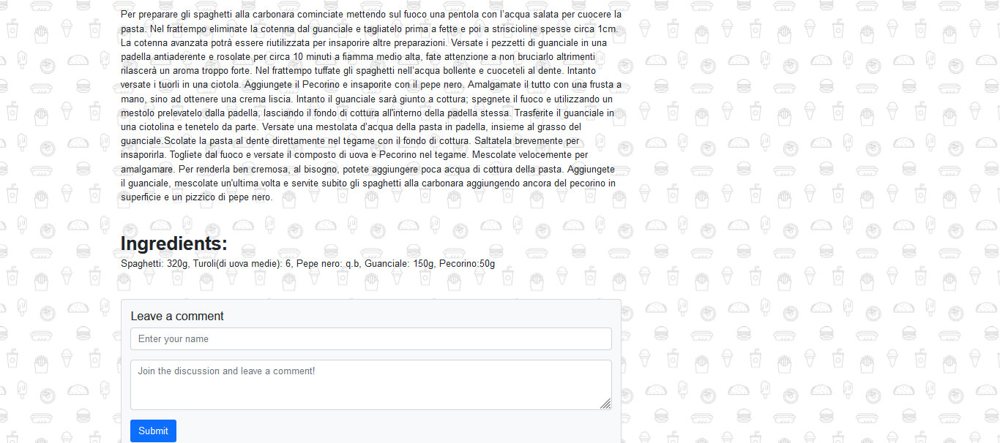 Per preparare gli spaghetti alla carbonara cominciate mettendo sul fuoco una pentola con l’acqua salata per cuocere la
pasta. Nel frattempo eliminate la cotenna dal guanciale e tagliatelo prima a fette e poi a striscioline spesse circa 1cm.
La cotenna avanzata potrà essere riutilizzata per insaporire altre preparazioni. Versate i pezzetti di guanciale in una
padella antiaderente e rosolate per circa 10 minuti a fiamma medio alta, fate attenzione a non bruciarlo altrimenti
rilascerà un aroma troppo forte. Nel frattempo tuffate gli spaghetti nell’acqua bollente e cuoceteli al dente. Intanto
versate i tuorli in una ciotola. Aggiungete il Pecorino e insaporite con il pepe nero. Amalgamate il tutto con una frusta a
mano, sino ad ottenere una crema liscia. Intanto il guanciale sarà giunto a cottura; spegnete il fuoco e utilizzando un
mestolo prelevatelo dalla padella, lasciando il fondo di cottura all'interno della padella stessa. Trasferite il guanciale in
una ciotolina e tenetelo da parte. Versate una mestolata d’acqua della pasta in padella, insieme al grasso del
guanciale.Scolate la pasta al dente direttamente nel tegame con il fondo di cottura. Saltatela brevemente per
insaporirla. Togliete dal fuoco e versate il composto di uova e Pecorino nel tegame. Mescolate velocemente per
amalgamare. Per renderla ben cremosa, al bisogno, potete aggiungere poca acqua di cottura della pasta. Aggiungete
il guanciale, mescolate un'ultima volta e servite subito gli spaghetti alla carbonara aggiungendo ancora del pecorino in
superficie e un pizzico di pepe nero.
Ingredients:
Spaghetti: 320g, Turoli(di uova medie): 6, Pepe nero: q.b, Guanciale: 150g, Pecorino:50g
Leave a comment
Enter your name
Join the discussion and leave a comment!
Submit